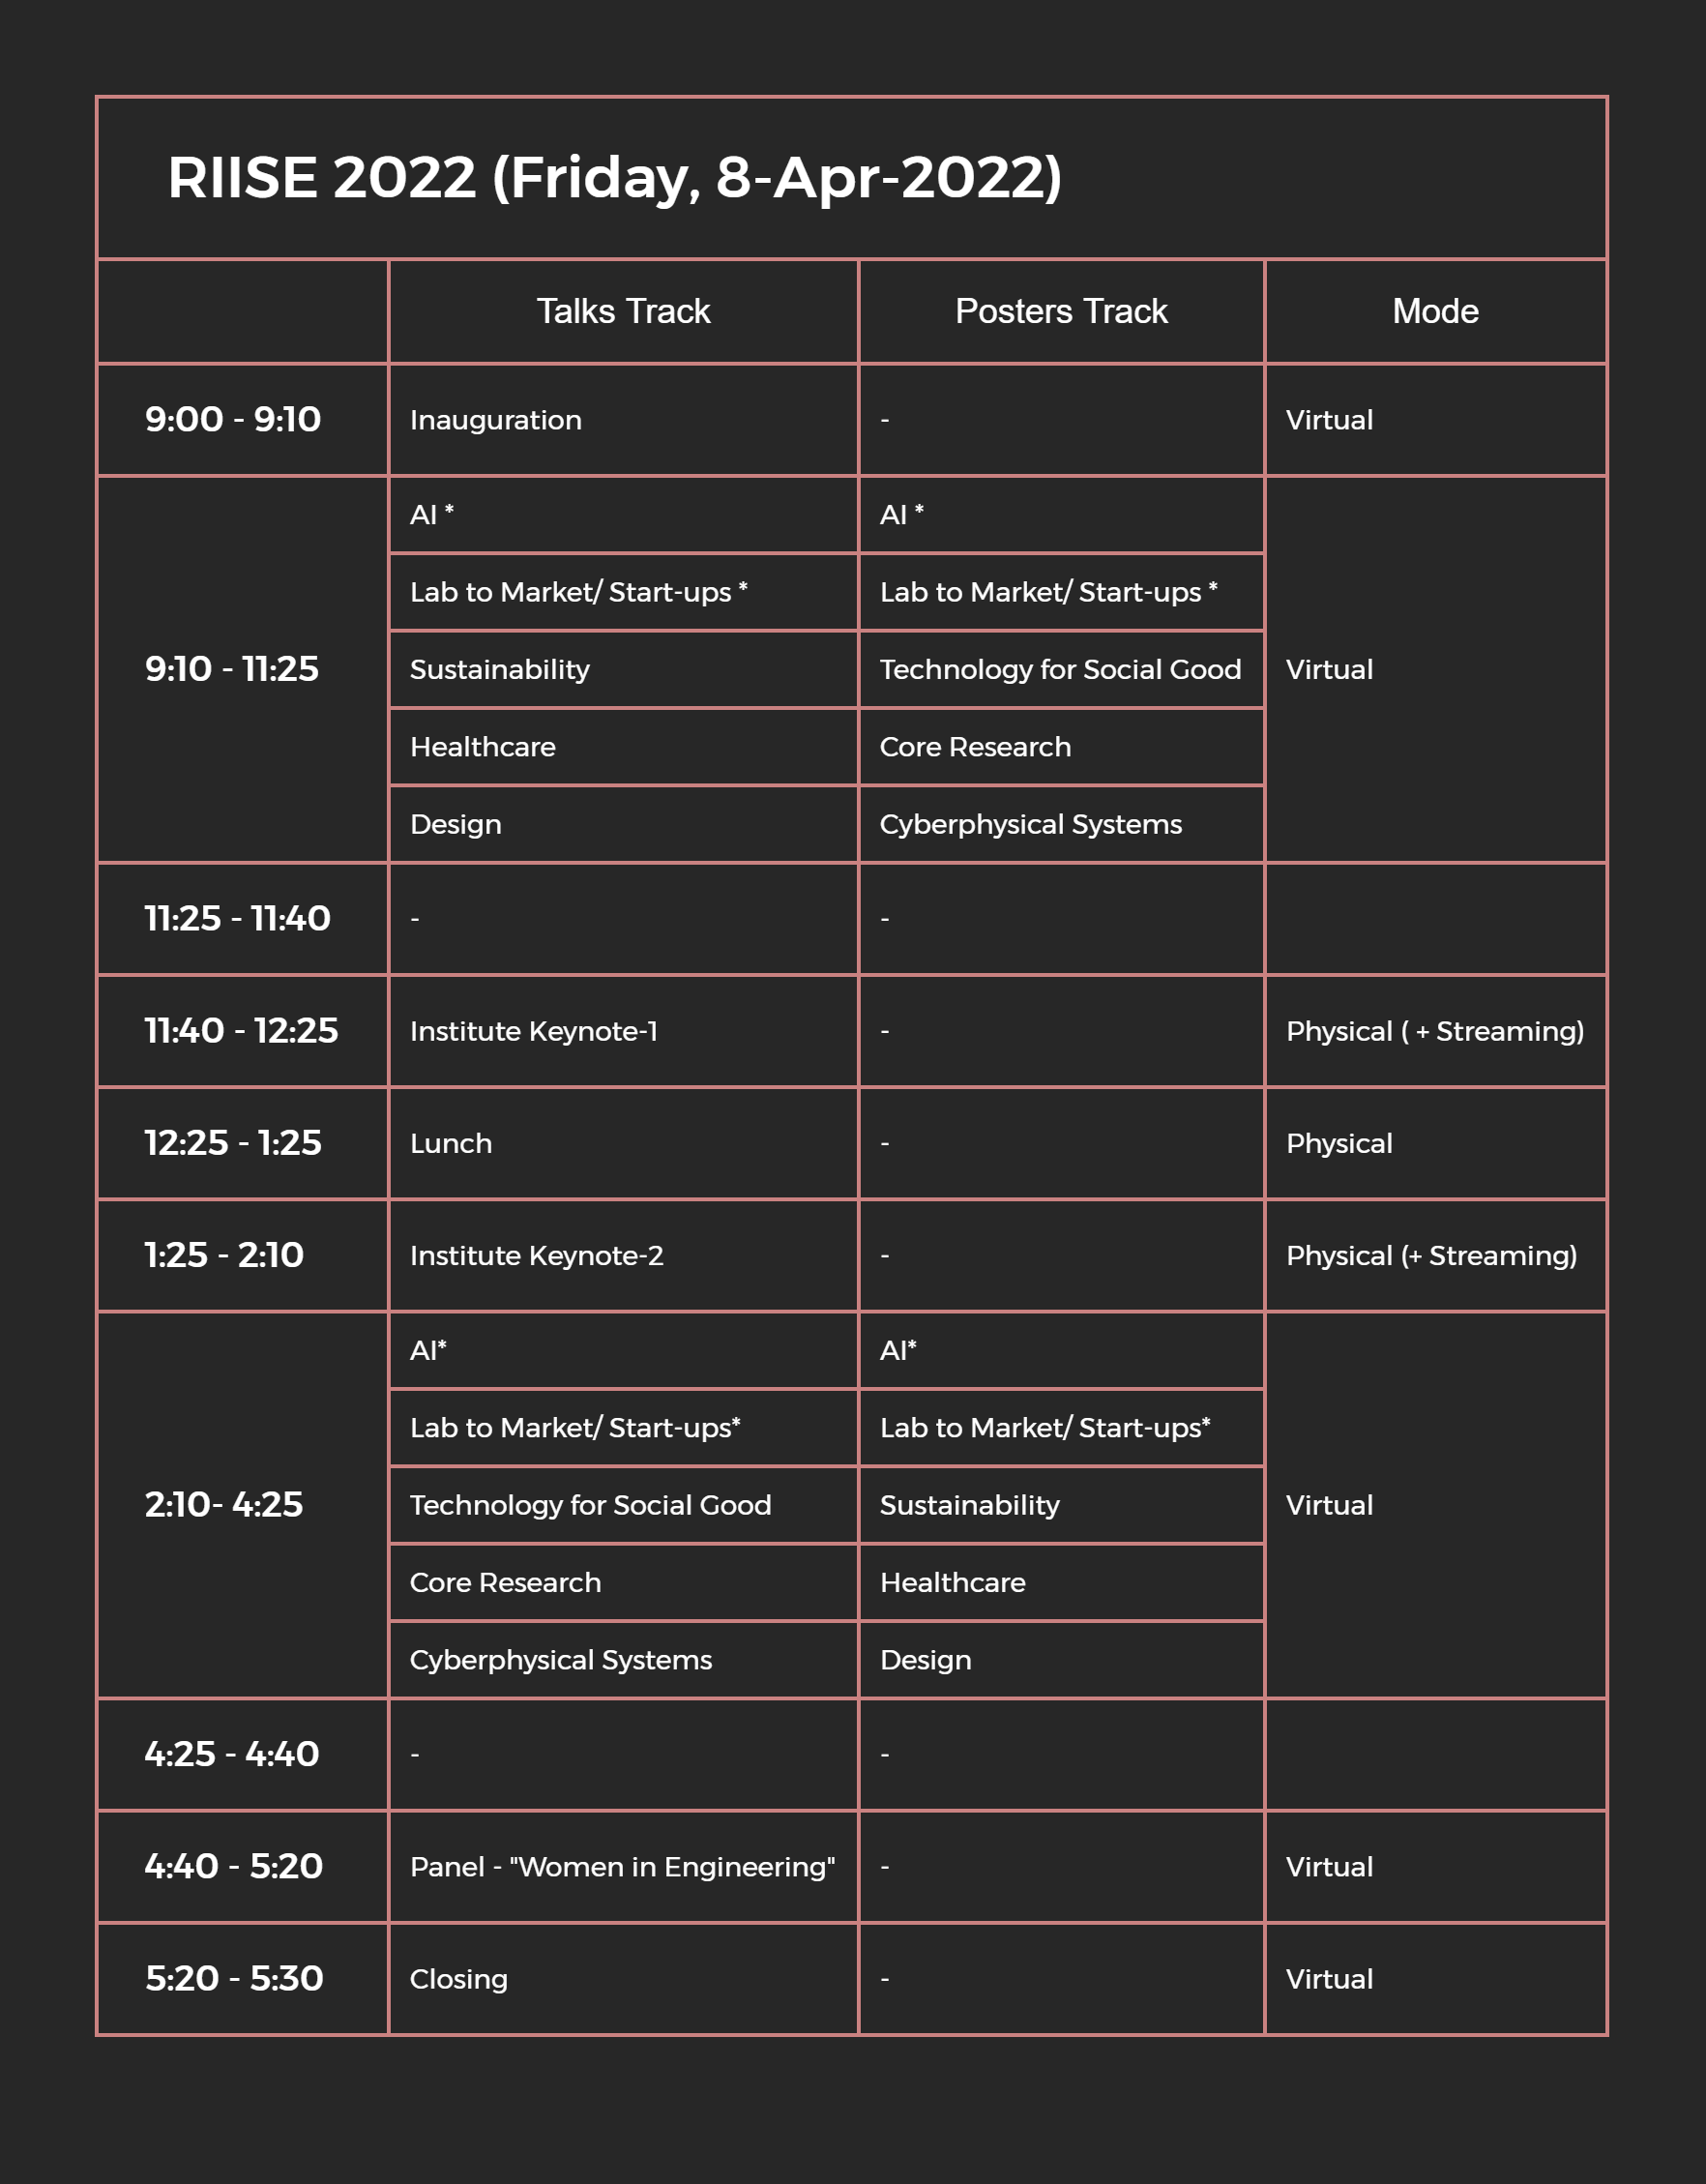 RIISE 2022 (Friday, 8-Apr-2022)
Talks Track Posters Track Mode
9:00 - 9:10 Inauguration - Virtual
AI * AI *
Lab to Market/ Start-ups * Lab to Market/ Start-ups *
9:10 - 11:25 Sustainability Technology for Social Good Virtual
Healthcare Core Research
Design Cyberphysical Systems
11:25 - 11:40 - -
11:40 - 12:25 Institute Keynote-1 - Physical ( + Streaming)
12:25 - 1:25 Lunch - Physical
1:25 - 2:10 Institute Keynote-2 - Physical (+ Streaming)
AI* AI*
Lab to Market/ Start-ups* Lab to Market/ Start-ups*
2:10- 4:25 Technology for Social Good Sustainability Virtual
Core Research Healthcare
Cyberphysical Systems Design
4:25 - 4:40 - -
4:40 - 5:20 Panel - "Women in Engineering" - Virtual
5:20 - 5:30 Closing - Virtual